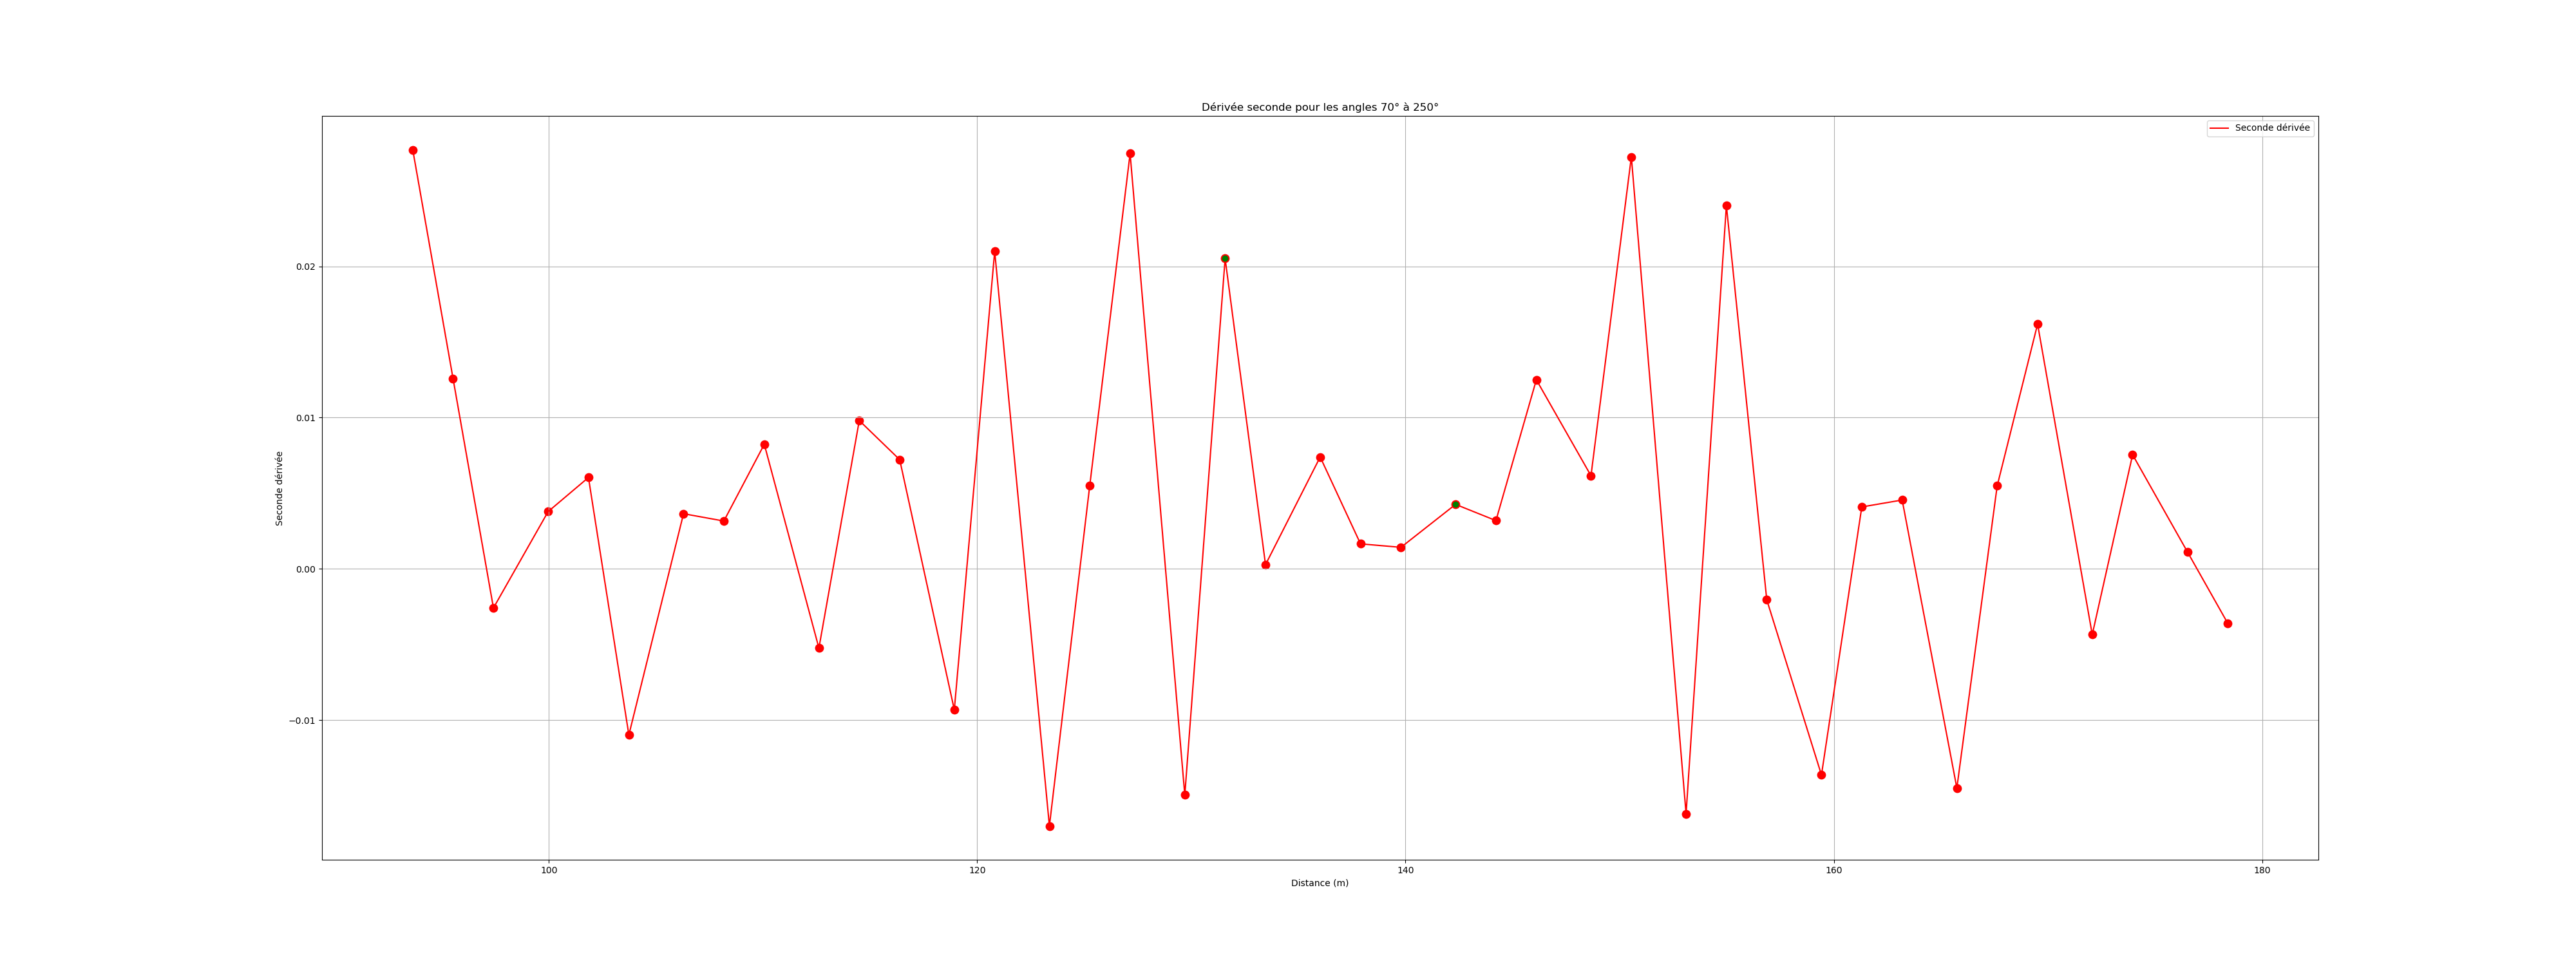 Dérivée seconde pour les angles 70° à 250°
Seconde dérivée
0.02
0.01
0.00
−0.01
Seconde dérivée
100
120
140
160
180
Distance (m)